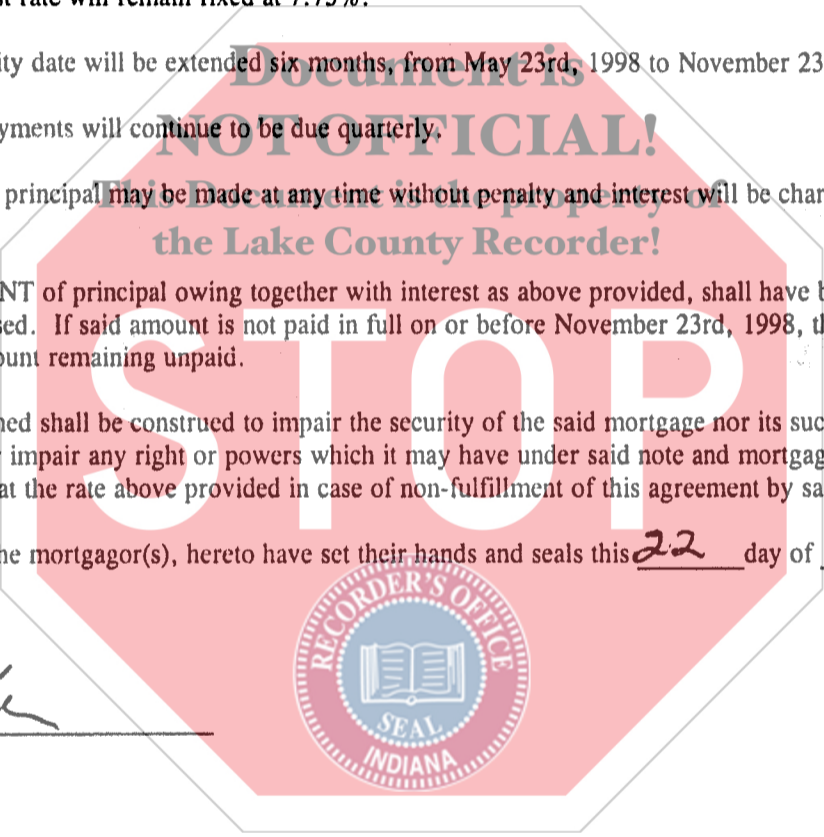 rate will remain fixed at 7.75%.
ity date will be extended six months, from May 23rd, 1998 to November 23
Document is
yments will continue to be due quarterly.
NOT OFFICIAL!
principal may be made at any time without penalty and interest will be char
This Document is the property of
the Lake County Recorder!
NT of principal owing together with interest as above provided, shall have b
sed. If said amount is not paid in full on or before November 23rd, 1998, th
ount remaining unpaid.
STOP
ned shall be construed to impair the security of the said mortgage nor its suc
impair any right or powers which it may have under said note and mortgag
at the rate above provided in case of non-fulfillment of this agreement by sa
he mortgagor(s), hereto have set their hands and seals this 22 day of
RECORDER'S OFFICE
SEAL
INDIANA